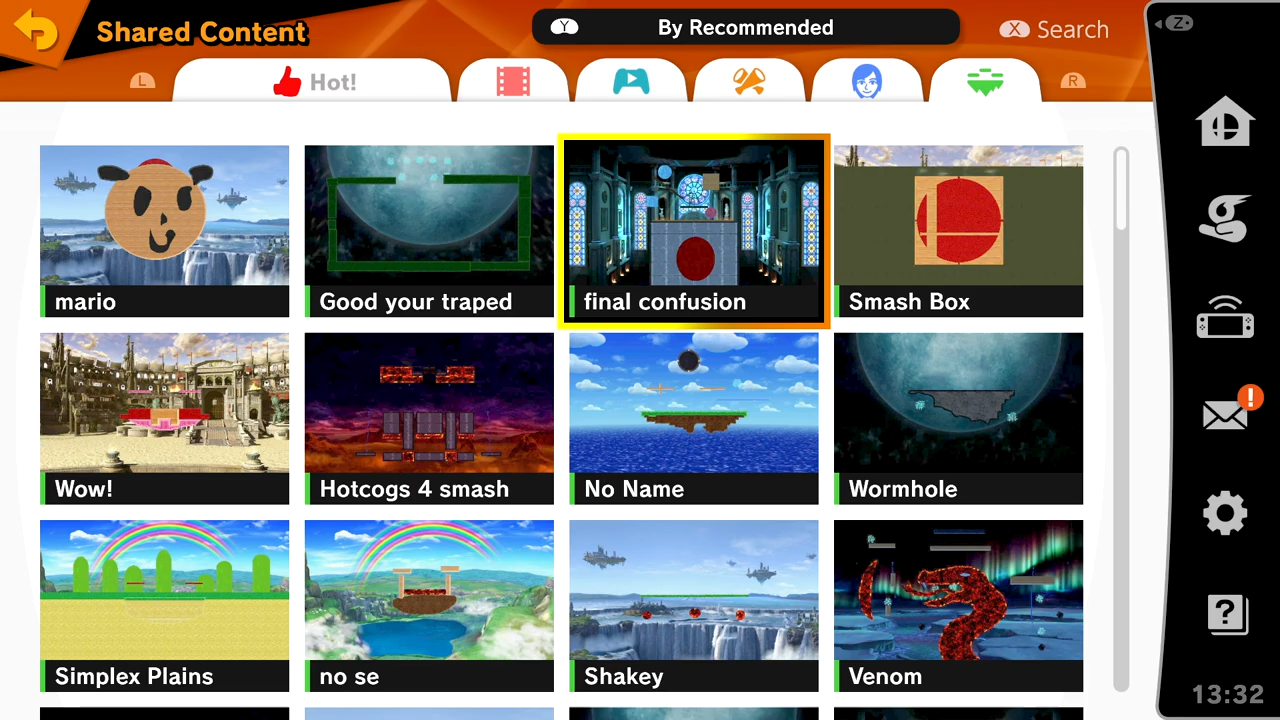 Shared Content
Y By Recommended
X Search
Z
L
Hot!
R
mario
Good your traped
final confusion
Smash Box
Wow!
Hotcogs 4 smash
No Name
Wormhole
Simplex Plains
no se
Shakey
Venom
!
?
13:32